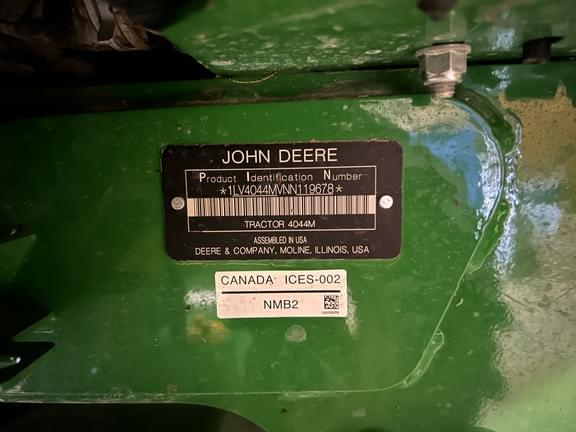 JOHN DEERE
Product Identification Number
*1LV4044MVNN119678*
TRACTOR 4044M
ASSEMBLED IN USA
DEERE & COMPANY, MOLINE, ILLINOIS, USA
CANADA ICES-002
NMB2